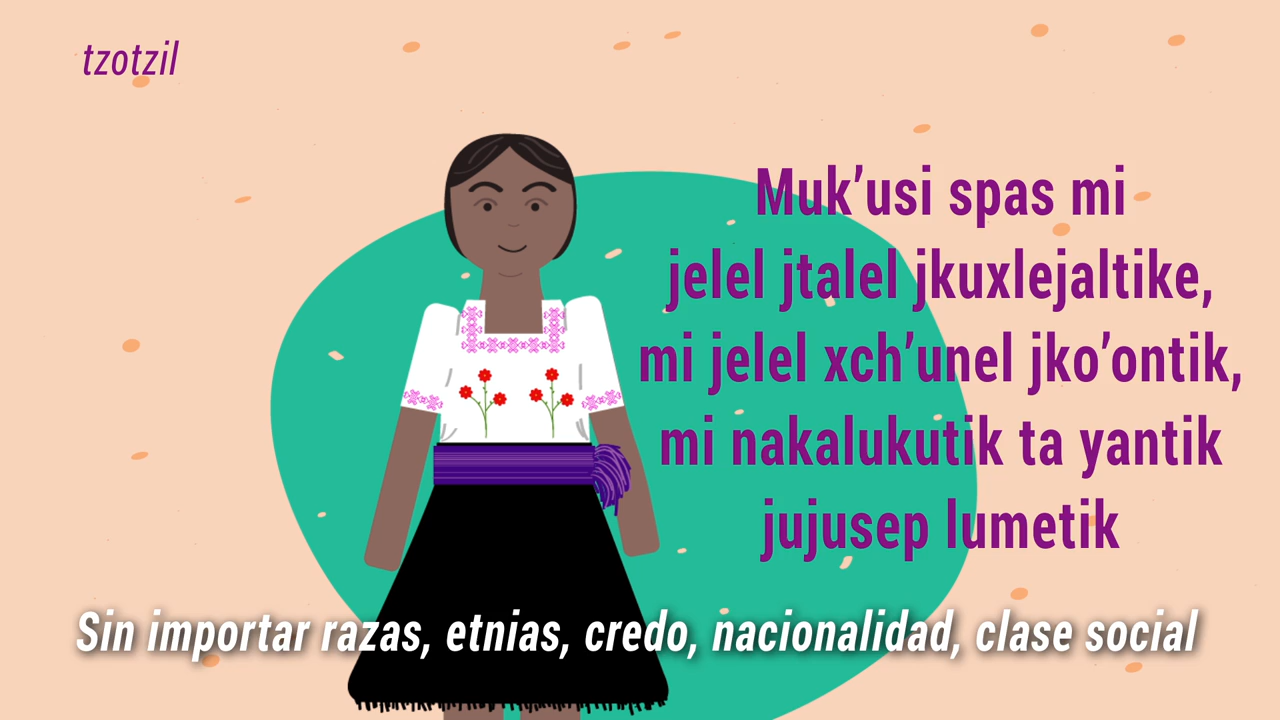 tzotzil
Muk’usi spas mi
jelel jtalel jkuxlejaltike,
mi jelel xch’unel jko’ontik,
mi nakalukutik ta yantik
jujusep lumetik
Sin importar razas, etnias, credo, nacionalidad, clase social